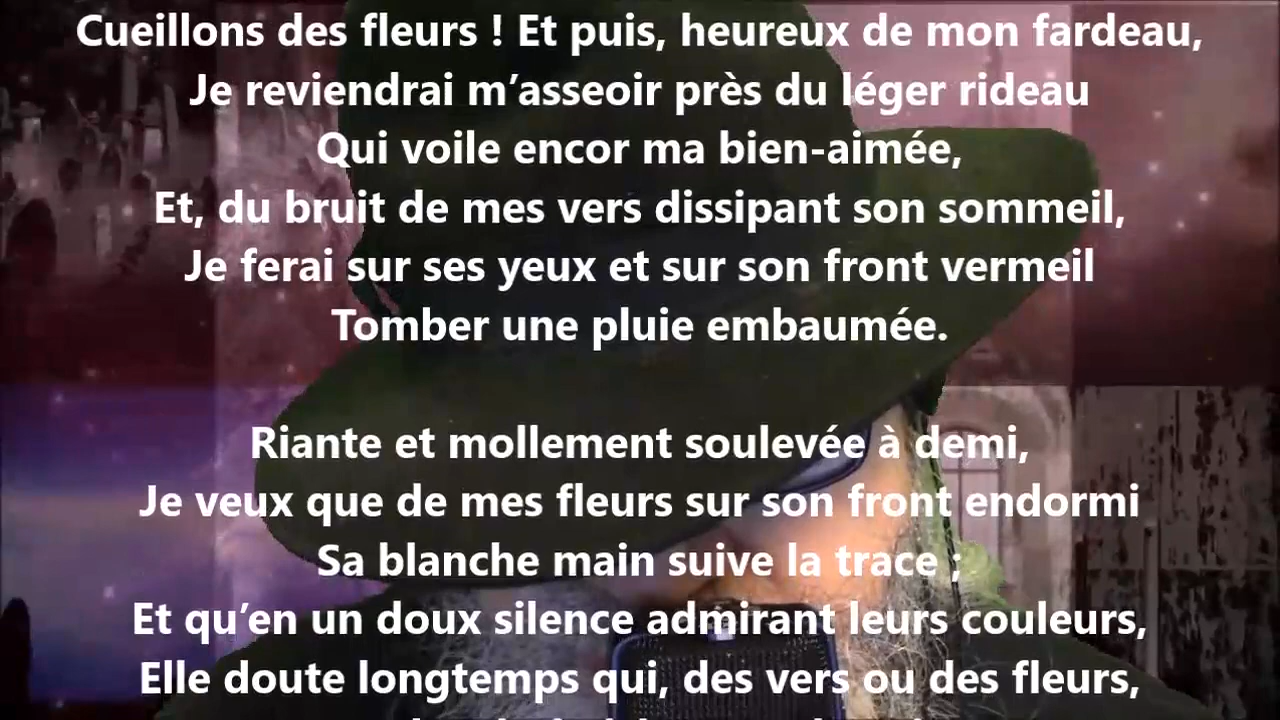 Cueillons des fleurs ! Et puis, heureux de mon fardeau,
Je reviendrai m’asseoir près du léger rideau
Qui voile encor ma bien-aimée,
Et, du bruit de mes vers dissipant son sommeil,
Je ferai sur ses yeux et sur son front vermeil
Tomber une pluie embaumée.
Riante et mollement soulevée à demi,
Je veux que de mes fleurs sur son front endormi
Sa blanche main suive la trace ;
Et qu’en un doux silence admirant leurs couleurs,
Elle doute longtemps qui, des vers ou des fleurs,